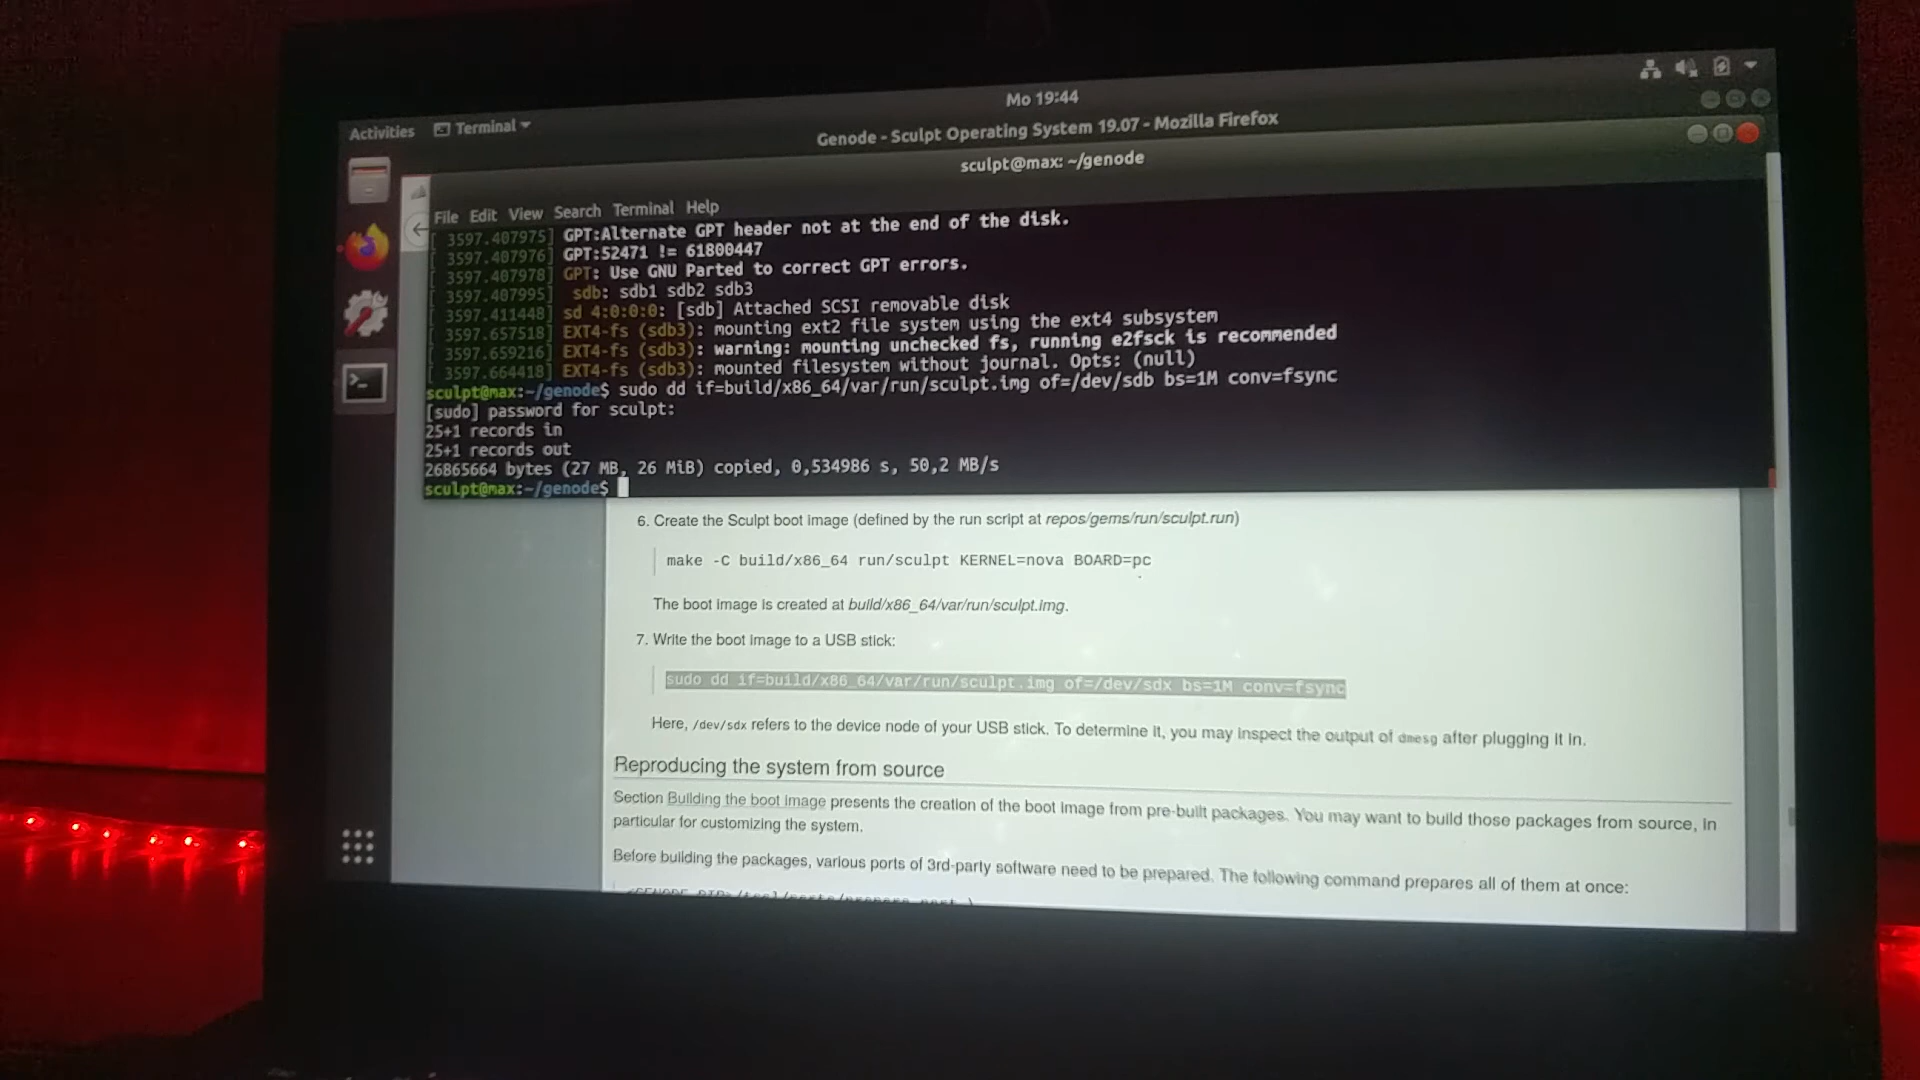 Mo 19:44
Activities Terminal
Genode - Sculpt Operating System 19.07 - Mozilla Firefox
sculpt@max: ~/genode
File Edit View Search Terminal Help
[ 3597.407975] GPT:Alternate GPT header not at the end of the disk.
[ 3597.407976] GPT:52471 != 61800447
[ 3597.407978] GPT: Use GNU Parted to correct GPT errors.
[ 3597.407995] sdb: sdb1 sdb2 sdb3
[ 3597.411448] sd 4:0:0:0: [sdb] Attached SCSI removable disk
[ 3597.657518] EXT4-fs (sdb3): mounting ext2 file system using the ext4 subsystem
[ 3597.659216] EXT4-fs (sdb3): warning: mounting unchecked fs, running e2fsck is recommended
[ 3597.664418] EXT4-fs (sdb3): mounted filesystem without journal. Opts: (null)
sculpt@max:~/genode$ sudo dd if=build/x86_64/var/run/sculpt.img of=/dev/sdb bs=1M conv=fsync
[sudo] password for sculpt:
25+1 records in
25+1 records out
26865664 bytes (27 MB, 26 MiB) copied, 0,534986 s, 50,2 MB/s
sculpt@max:~/genode$
6. Create the Sculpt boot image (defined by the run script at repos/gems/run/sculpt.run)
make -C build/x86_64 run/sculpt KERNEL=nova BOARD=pc
The boot image is created at build/x86_64/var/run/sculpt.img.
7. Write the boot image to a USB stick:
sudo dd if=build/x86_64/var/run/sculpt.img of=/dev/sdx bs=1M conv=fsync
Here, /dev/sdx refers to the device node of your USB stick. To determine it, you may inspect the output of dmesg after plugging it in.
Reproducing the system from source
Section Building the boot image presents the creation of the boot image from pre-built packages. You may want to build those packages from source, in
particular for customizing the system.
Before building the packages, various ports of 3rd-party software need to be prepared. The following command prepares all of them at once: